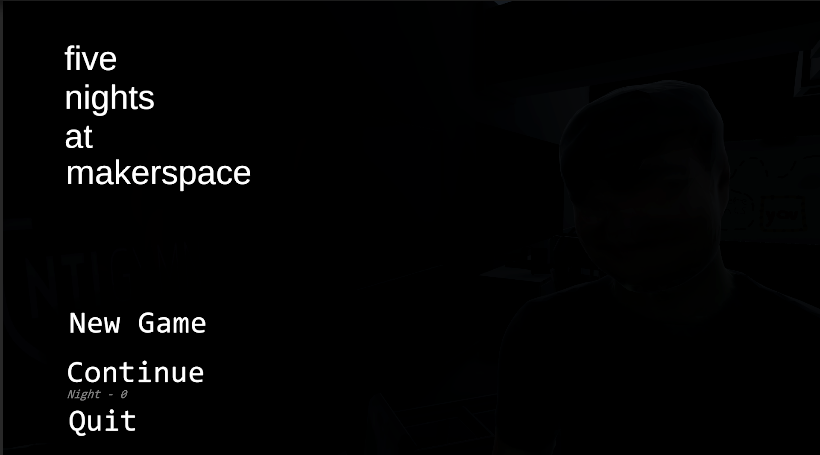 five
nights
at
makerspace
New Game
Continue
Night - 0
Quit